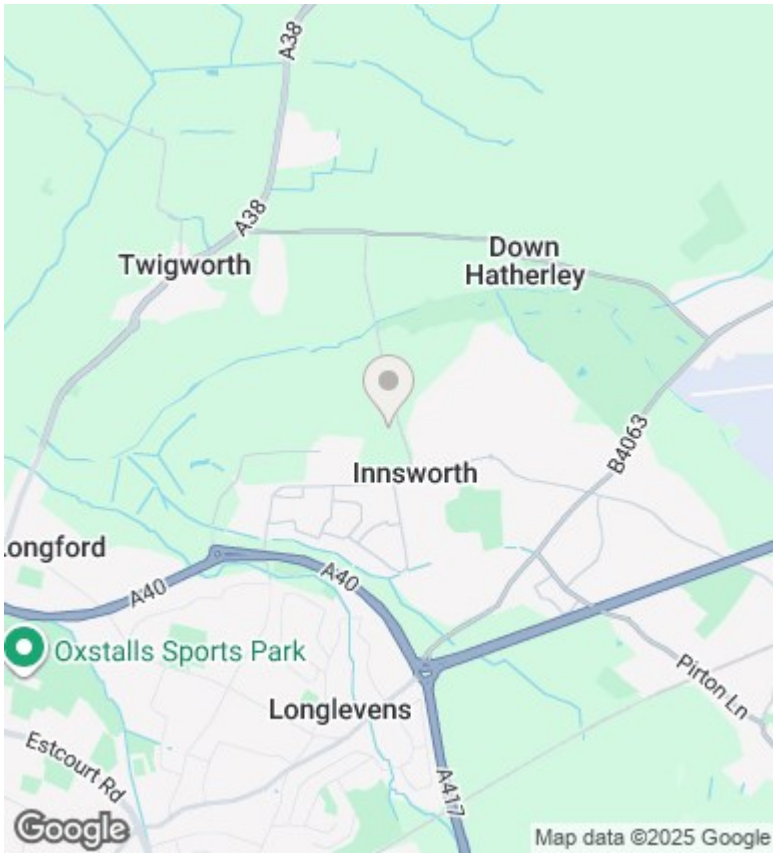 A38
A38
Twigworth
Down
Hatherley
B4063
Innsworth
Longford
A40
A40
Oxstalls Sports Park
Pirton Ln
Longlevens
Estcourt Rd
A417
Google
Map data ©2025 Google